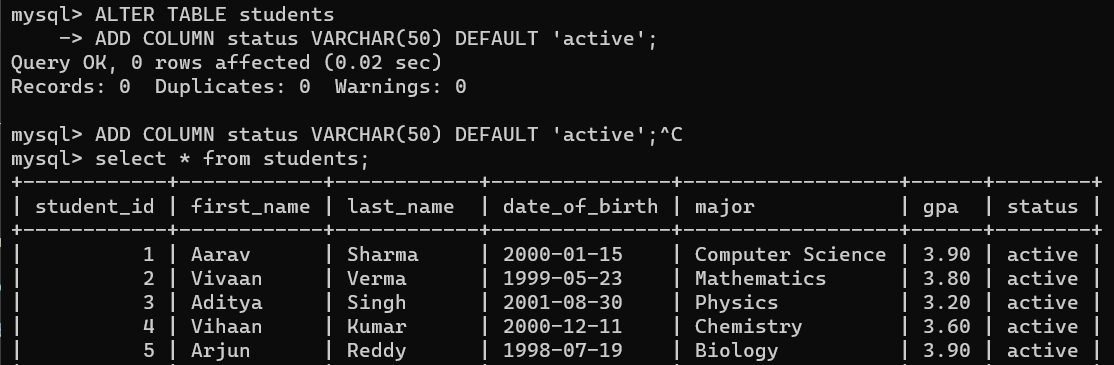 mysql> ALTER TABLE students
    -> ADD COLUMN status VARCHAR(50) DEFAULT 'active';
Query OK, 0 rows affected (0.02 sec)
Records: 0  Duplicates: 0  Warnings: 0

mysql> ADD COLUMN status VARCHAR(50) DEFAULT 'active';^C
mysql> select * from students;
+------------+------------+-----------+---------------+------------------+------+--------+
| student_id | first_name | last_name | date_of_birth | major            | gpa  | status |
+------------+------------+-----------+---------------+------------------+------+--------+
|          1 | Aarav      | Sharma    | 2000-01-15    | Computer Science | 3.90 | active |
|          2 | Vivaan     | Verma     | 1999-05-23    | Mathematics      | 3.80 | active |
|          3 | Aditya     | Singh     | 2001-08-30    | Physics          | 3.20 | active |
|          4 | Vihaan     | Kumar     | 2000-12-11    | Chemistry        | 3.60 | active |
|          5 | Arjun      | Reddy     | 1998-07-19    | Biology          | 3.90 | active |